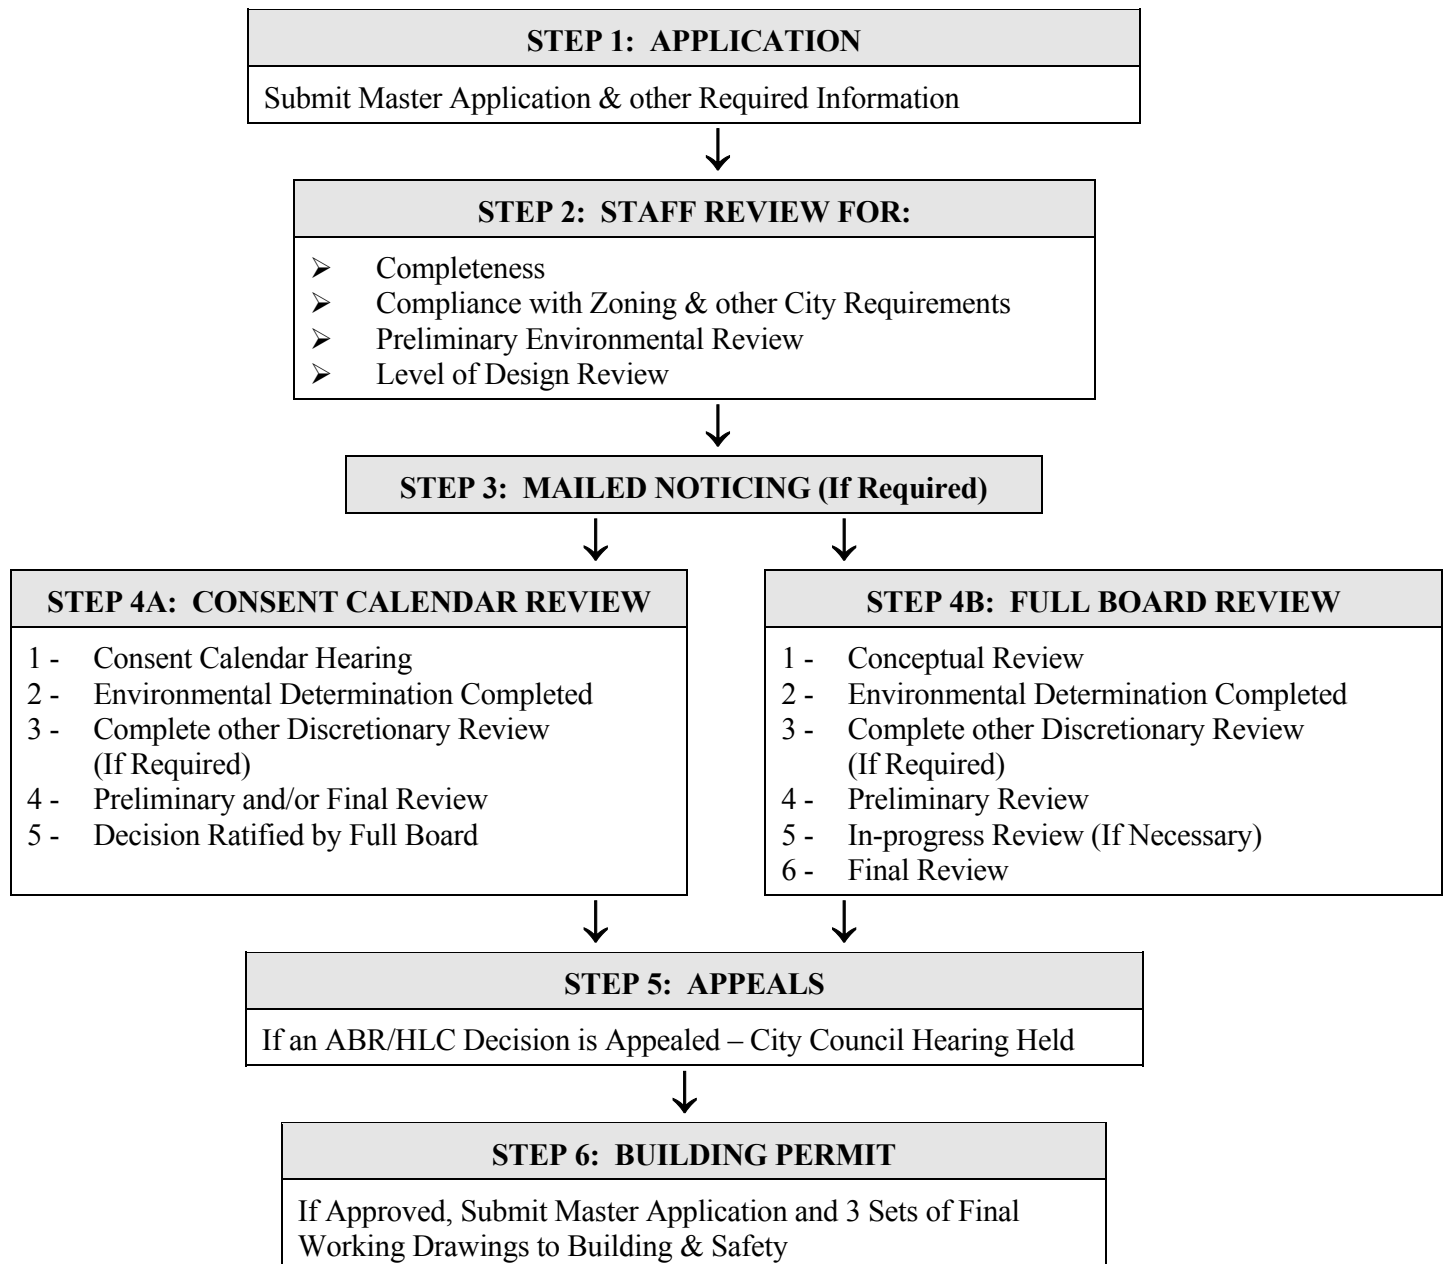 STEP 1: APPLICATION
Submit Master Application & other Required Information
STEP 2: STAFF REVIEW FOR:
➢ Completeness
➢ Compliance with Zoning & other City Requirements
➢ Preliminary Environmental Review
➢ Level of Design Review
STEP 3: MAILED NOTICING (If Required)
STEP 4A: CONSENT CALENDAR REVIEW
1 - Consent Calendar Hearing
2 - Environmental Determination Completed
3 - Complete other Discretionary Review
(If Required)
4 - Preliminary and/or Final Review
5 - Decision Ratified by Full Board
STEP 4B: FULL BOARD REVIEW
1 - Conceptual Review
2 - Environmental Determination Completed
3 - Complete other Discretionary Review
(If Required)
4 - Preliminary Review
5 - In-progress Review (If Necessary)
6 - Final Review
STEP 5: APPEALS
If an ABR/HLC Decision is Appealed – City Council Hearing Held
STEP 6: BUILDING PERMIT
If Approved, Submit Master Application and 3 Sets of Final
Working Drawings to Building & Safety